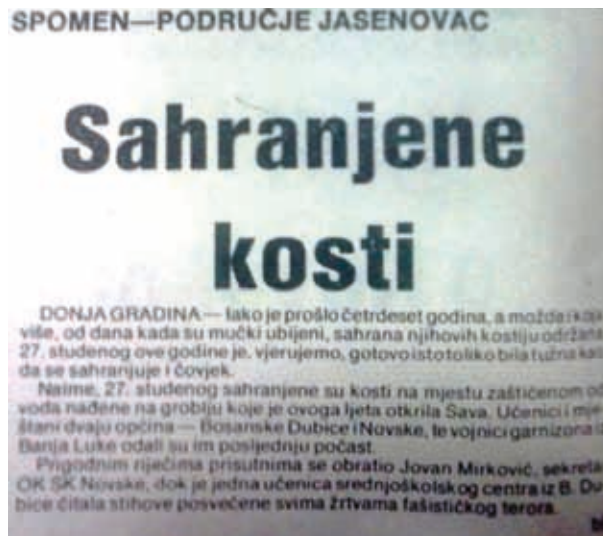 SPOMEN—PODRUČJE JASENOVAC
Sahranjene
kosti
DONJA GRADINA — Iako je prošlo četrdeset godina, a možda i koja
više, od dana kada su mučki ubijeni, sahrana njihovih kostiju održana
27. studenog ove godine je, vjerujemo, gotovo istotoliko bila tužna kao
da se sahranjuje i čovjek.
Naime, 27. studenog sahranjene su kosti na mjestu zaštićenom od
voda nađene na groblju koje je ovoga ljeta otkrila Sava. Učenici i mje-
štani dvaju općina — Bosanske Dubice i Novske, te vojnici garnizona iz
Banja Luke odali su im posljednju počast.
Prigodnim riječima prisutnima se obratio Jovan Mirković, sekreta
OK SK Novske, dok je jedna učenica srednjoškolskog centra iz B. Du
bice čitala stihove posvećene svima žrtvama fašističkog terora.